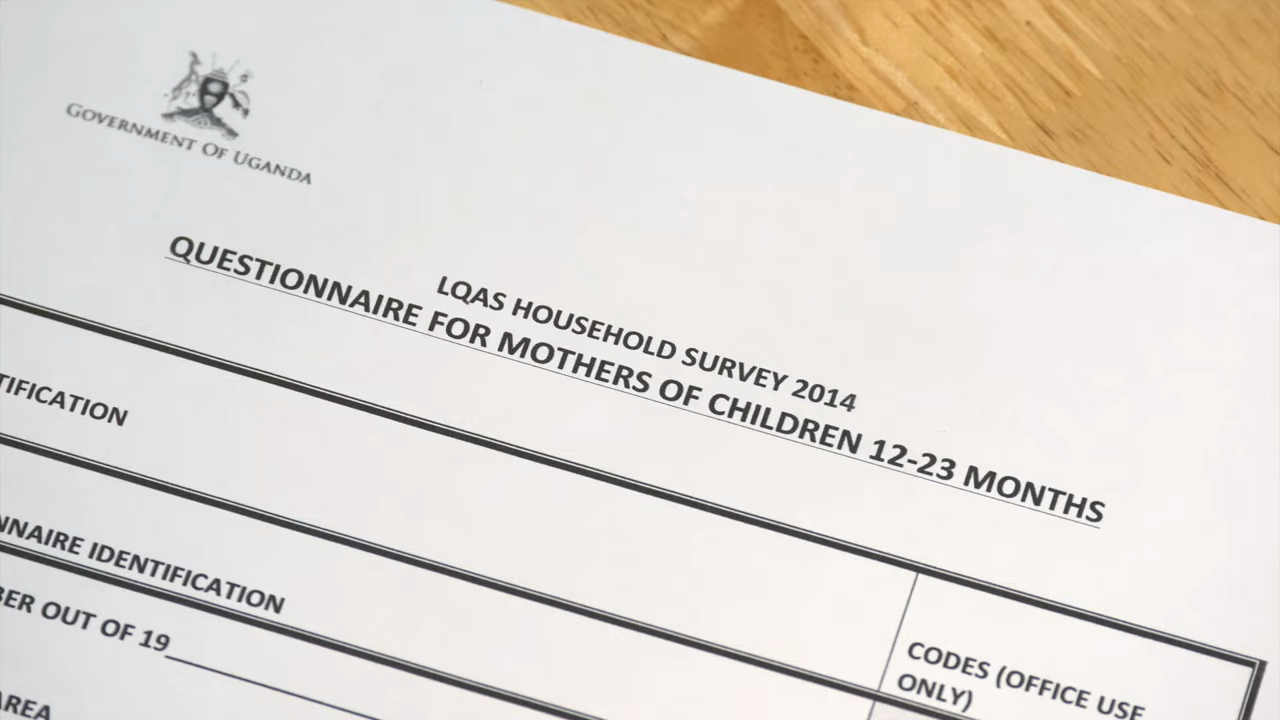 GOVERNMENT OF UGANDA
LQAS HOUSEHOLD SURVEY 2014
QUESTIONNAIRE FOR MOTHERS OF CHILDREN 12-23 MONTHS
TIFICATION
NNAIRE IDENTIFICATION
CODES (OFFICE USE
ONLY)
BER OUT OF 19
AREA